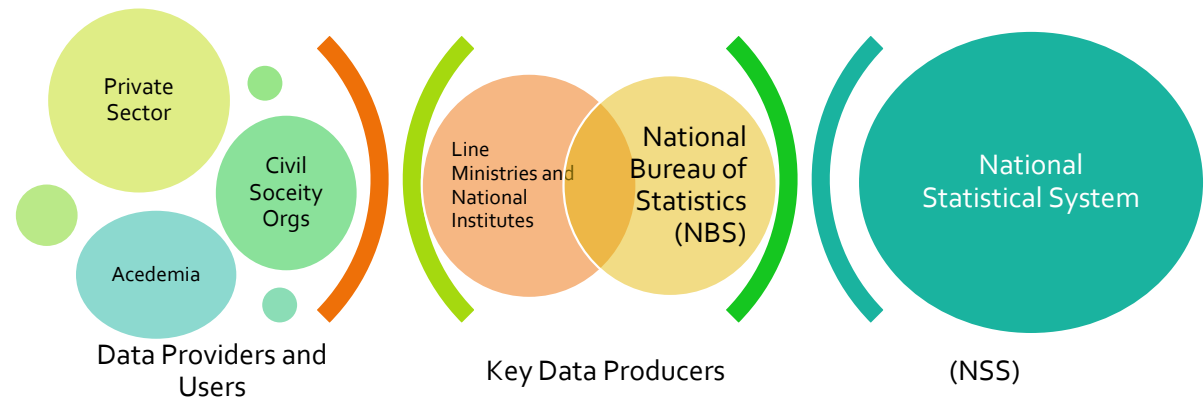 Private
Sector
Civil
Soceity
Orgs
Acedemia
Data Providers and
Users
Line
Ministries and
National
Institutes
National
Bureau of
Statistics
(NBS)
Key Data Producers
National
Statistical System
(NSS)